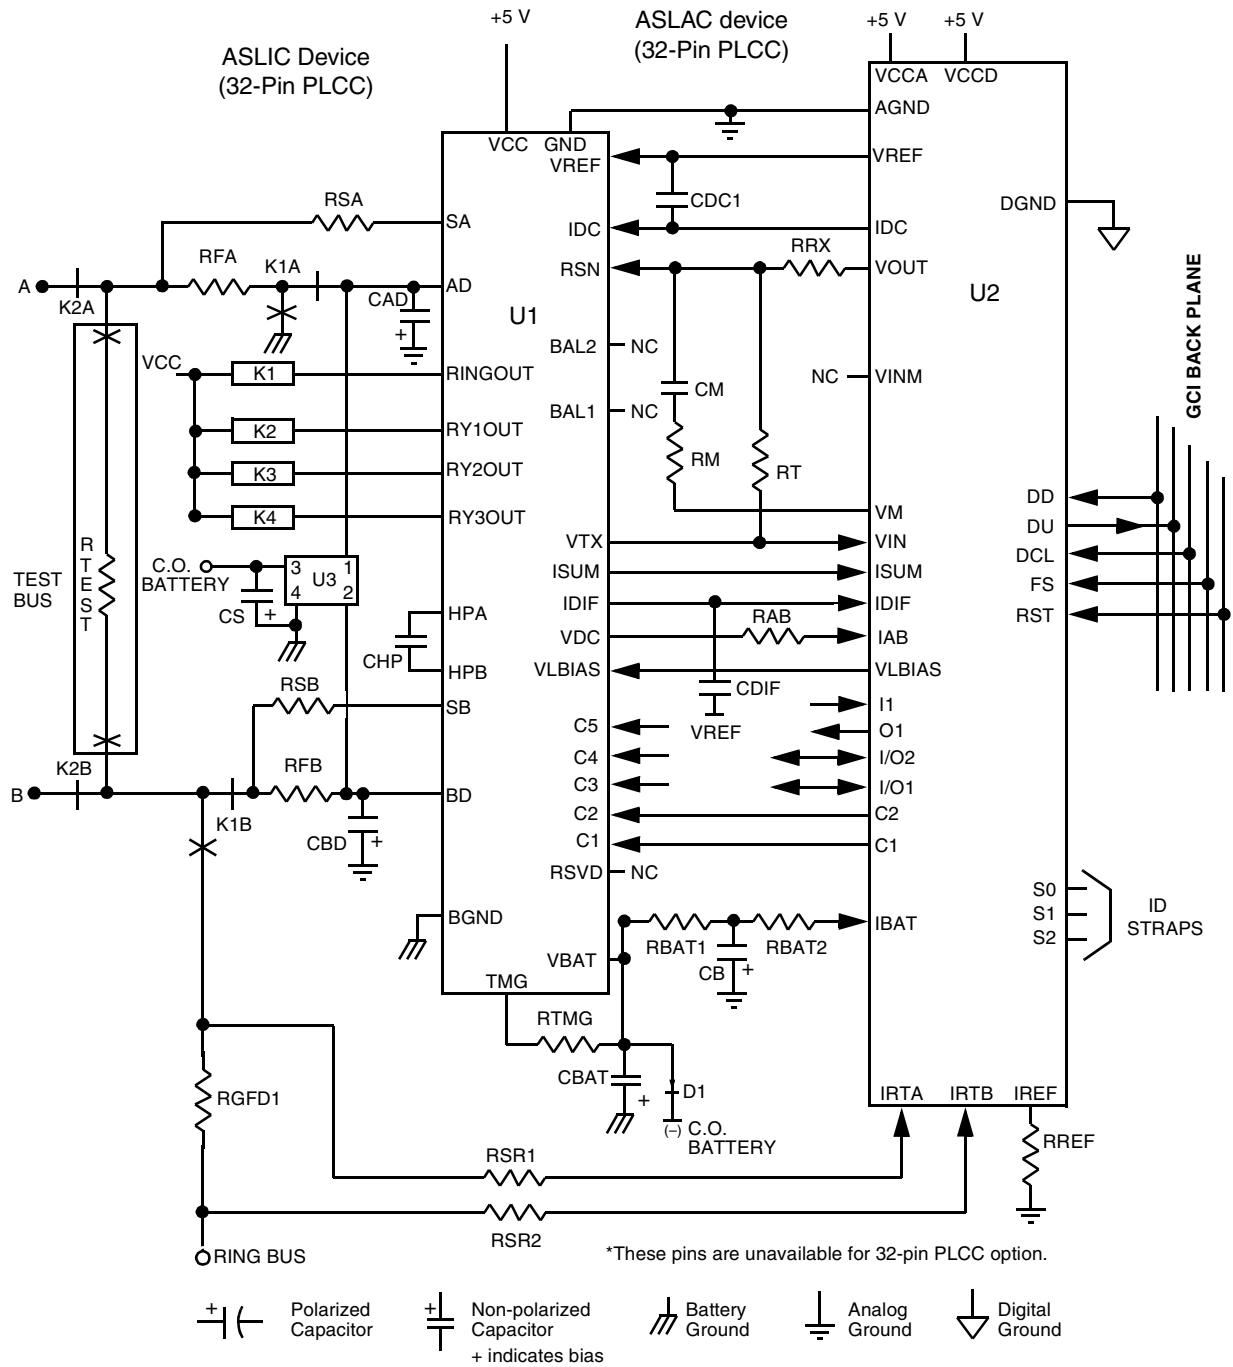 ASLIC Device
(32-Pin PLCC)
+5 V
ASLAC device
(32-Pin PLCC)
+5 V
+5 V
VCCA
VCCD
AGND
VCC
GND
VREF
VREF
CDC1
DGND
RSA
SA
IDC
IDC
RRX
RFA
K1A
RSN
VOUT
A
K2A
AD
CAD
+
U1
U2
GCI BACK PLANE
BAL2
NC
VCC
K1
RINGOUT
NC
VINM
CM
BAL1
NC
K2
RY1OUT
RM
RT
K3
RY2OUT
K4
RY3OUT
DD
VM
DU
RTEST
VTX
VIN
DCL
C.O.
BATTERY
3
1
U3
4
2
TEST
BUS
ISUM
ISUM
FS
CS
+
HPA
IDIF
IDIF
RST
RAB
VDC
IAB
CHP
HPB
VLBIAS
VLBIAS
RSB
CDIF
SB
I1
VREF
C5
O1
C4
I/O2
K2B
RFB
C3
I/O1
B
BD
K1B
C2
C2
CBD
+
C1
C1
RSVD
NC
S0
S1
S2
ID
STRAPS
BGND
IBAT
RBAT1
RBAT2
VBAT
CB
+
TMG
RTMG
CBAT
+
D1
(–)
C.O.
BATTERY
RGFD1
IRTA
IRTB
IREF
RREF
RSR1
RSR2
RING BUS
*These pins are unavailable for 32-pin PLCC option.
+
Polarized
Capacitor
+
Non-polarized
Capacitor
+ indicates bias
Battery
Ground
Analog
Ground
Digital
Ground